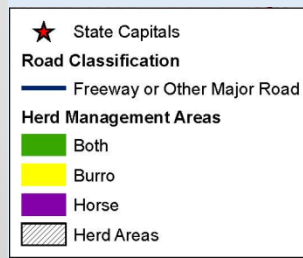 State Capitals
Road Classification
Freeway or Other Major Road
Herd Management Areas
Both
Burro
Horse
Herd Areas